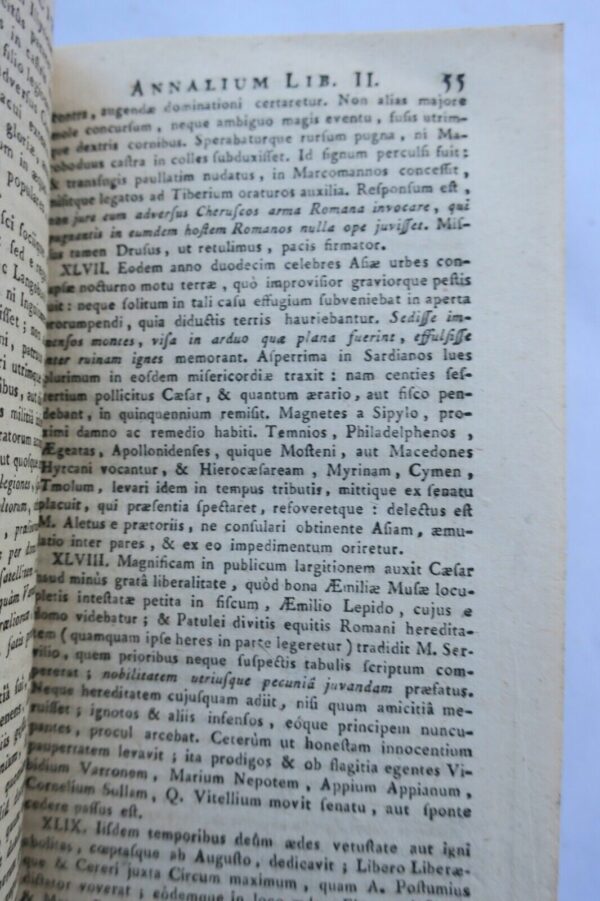 ANNALIUM LIB. II. 55
contra, augendæ dominationi certaretur. Non alias majore
mole concursum, neque ambiguo magis eventu, fusis utrim-
que dextris cornibus. Sperabaturque rursum pugna, ni Ma-
roboduus castra in colles subduxisset. Id signum perculsi fuit:
& transfugis paullatim nudatus, in Marcomannos concessit,
misitque legatos ad Tiberium oraturos auxilia. Responsum est,
non jure eum adversus Cheruscos arma Romana invocare, qui
pugnantis in eumdem hostem Romanos nulla ope juvisset. Mis-
sus tamen Drusus, ut retulimus, pacis firmator.
XLVII. Eodem anno duodecim celebres Asiæ urbes con-
lapsæ nocturno motu terræ, quò improvisior graviorque pestis
fuit: neque solitum in tali casu effugium subveniebat in aperta
prorumpendi, quia diductis terris hauriebantur. Sedisse im-
mensos montes, visa in arduo quæ plana fuerint, effulsisse
inter ruinam ignes memorant. Asperrima in Sardianos lues
plurimum in eosdem misericordiæ traxit: nam centies ses-
tertium pollicitus Cæsar, & quantum ærario, aut fisco pen-
debant, in quinquennium remisit. Magnetes a Sipylo, pro-
ximi damno ac remedio habiti. Temnios, Philadelphenos,
Ægeatas, Apollonidenses, quique Mosteni, aut Macedones
Hyrcani vocantur, & Hierocæsaream, Myrinam, Cymen,
Tmolum, levari idem in tempus tributis, mittique ex senatu
placuit, qui præsentia spectaret, refoveretque: delectus est
M. Aletus e prætoriis, ne consulari obtinente Asiam, æmu-
latio inter pares, & ex eo impedimentum oriretur.
XLVIII. Magnificam in publicum largitionem auxit Cæsar
haud minùs gratâ liberalitate, quòd bona Æmiliæ Musæ locu-
pletis intestatæ petita in fiscum, Æmilio Lepido, cujus e
domo videbatur; & Patulei divitis equitis Romani heredita-
tem (quamquam ipse heres in parte legeretur) tradidit M. Ser-
vilio, quem prioribus neque suspectis tabulis scriptum com-
pererat; nobilitatem utriusque pecuniâ juvandam præfatus.
Neque hereditatem cujusquam adiit, nisi quum amicitiâ me-
ruisset; ignotos & aliis infensos, eóque principem nuncu-
pantes, procul arcebat. Ceterùm ut honestam innocentium
paupertatem levavit; ita prodigos & ob flagitia egentes Vi-
bidium Varronem, Marium Nepotem, Appium Appianum,
Cornelium Sullam, Q. Vitellium movit senatu, aut sponte
cedere passus est.
XLIX. Iisdem temporibus deûm ædes vetustate aut igni
abolitas, cœptasque ab Augusto, dedicavit; Libero Liberæ-
que & Cereri juxta Circum maximum, quam A. Postumius
dictator voverat; eòdemque in loco